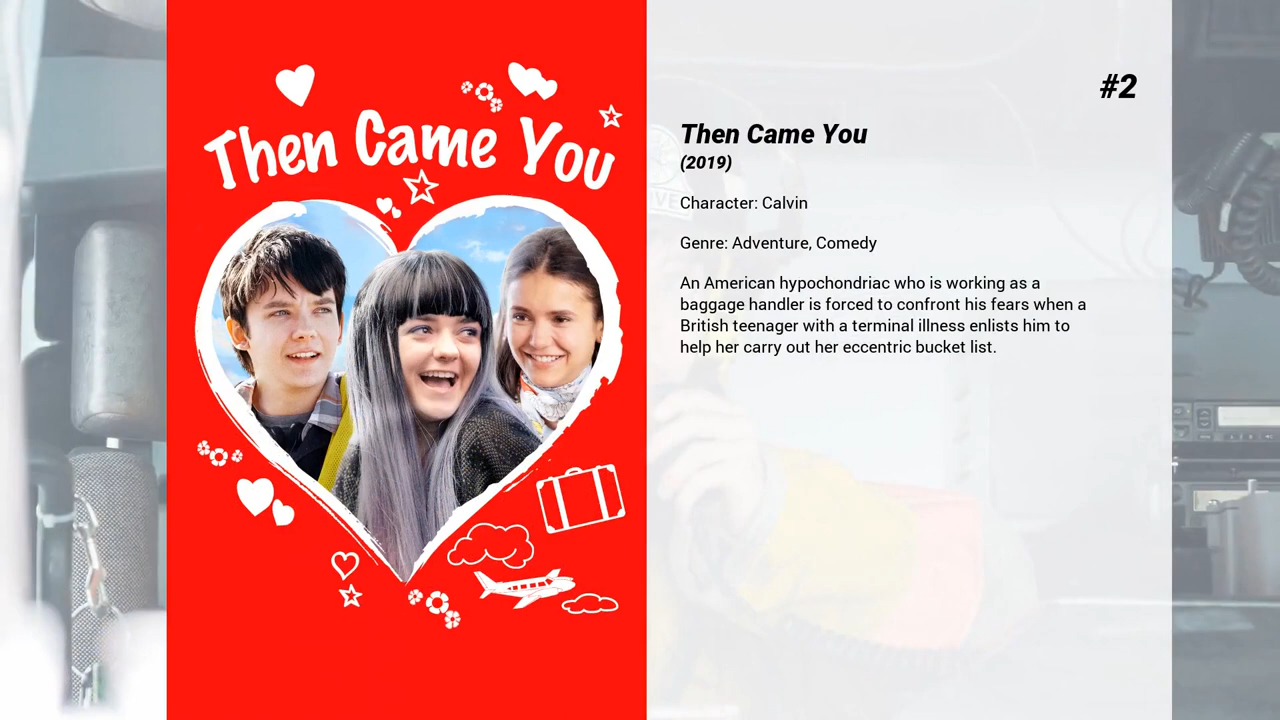 Then Came You
#2
Then Came You
(2019)
Character: Calvin
Genre: Adventure, Comedy
An American hypochondriac who is working as a
baggage handler is forced to confront his fears when a
British teenager with a terminal illness enlists him to
help her carry out her eccentric bucket list.